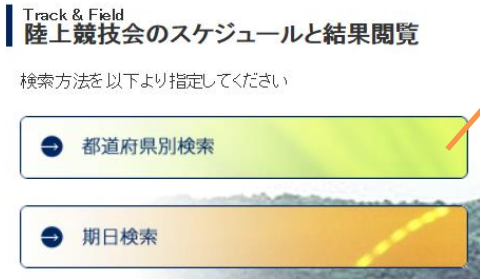 Track & Field
陸上競技会のスケジュールと結果閲覧
検索方法を以下より指定してください
都道府県別検索
期日検索